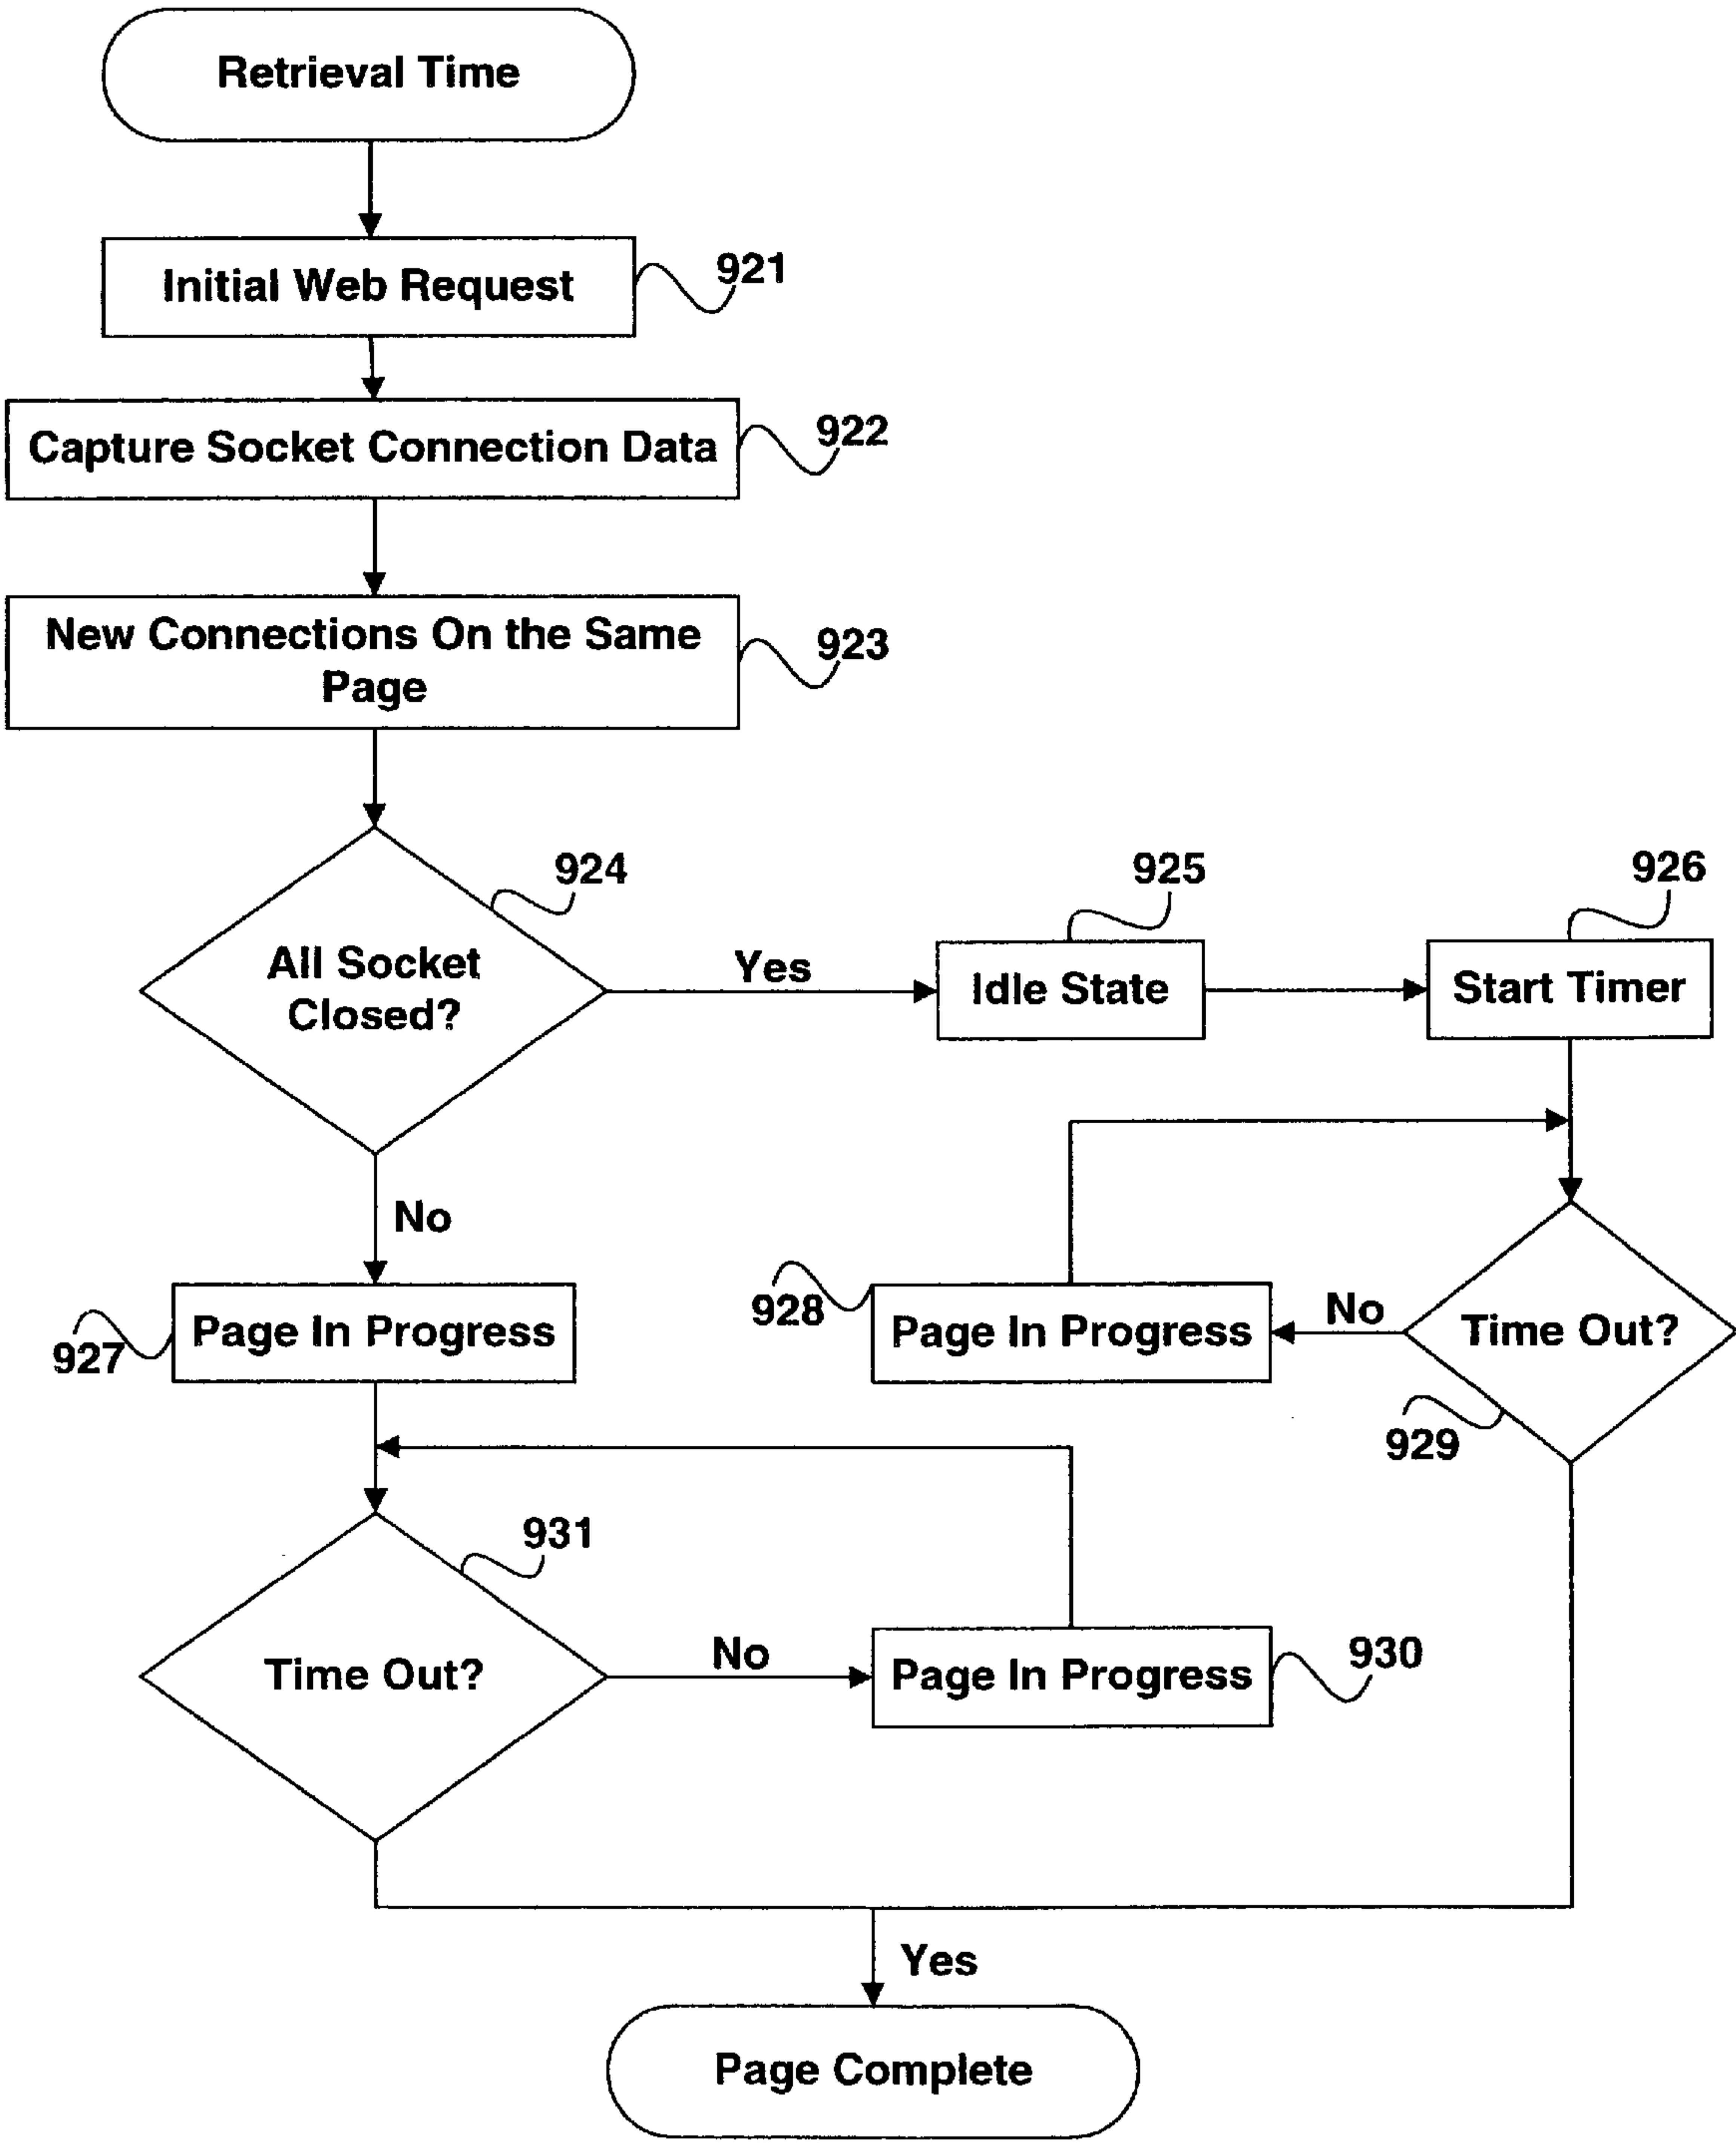 Retrieval Time
Initial Web Request
921
Capture Socket Connection Data
922
New Connections On the Same
Page
923
924
925
926
All Socket
Closed?
Yes
Idle State
Start Timer
No
927
Page In Progress
928
Page In Progress
No
Time Out?
929
931
Time Out?
No
Page In Progress
930
Yes
Page Complete